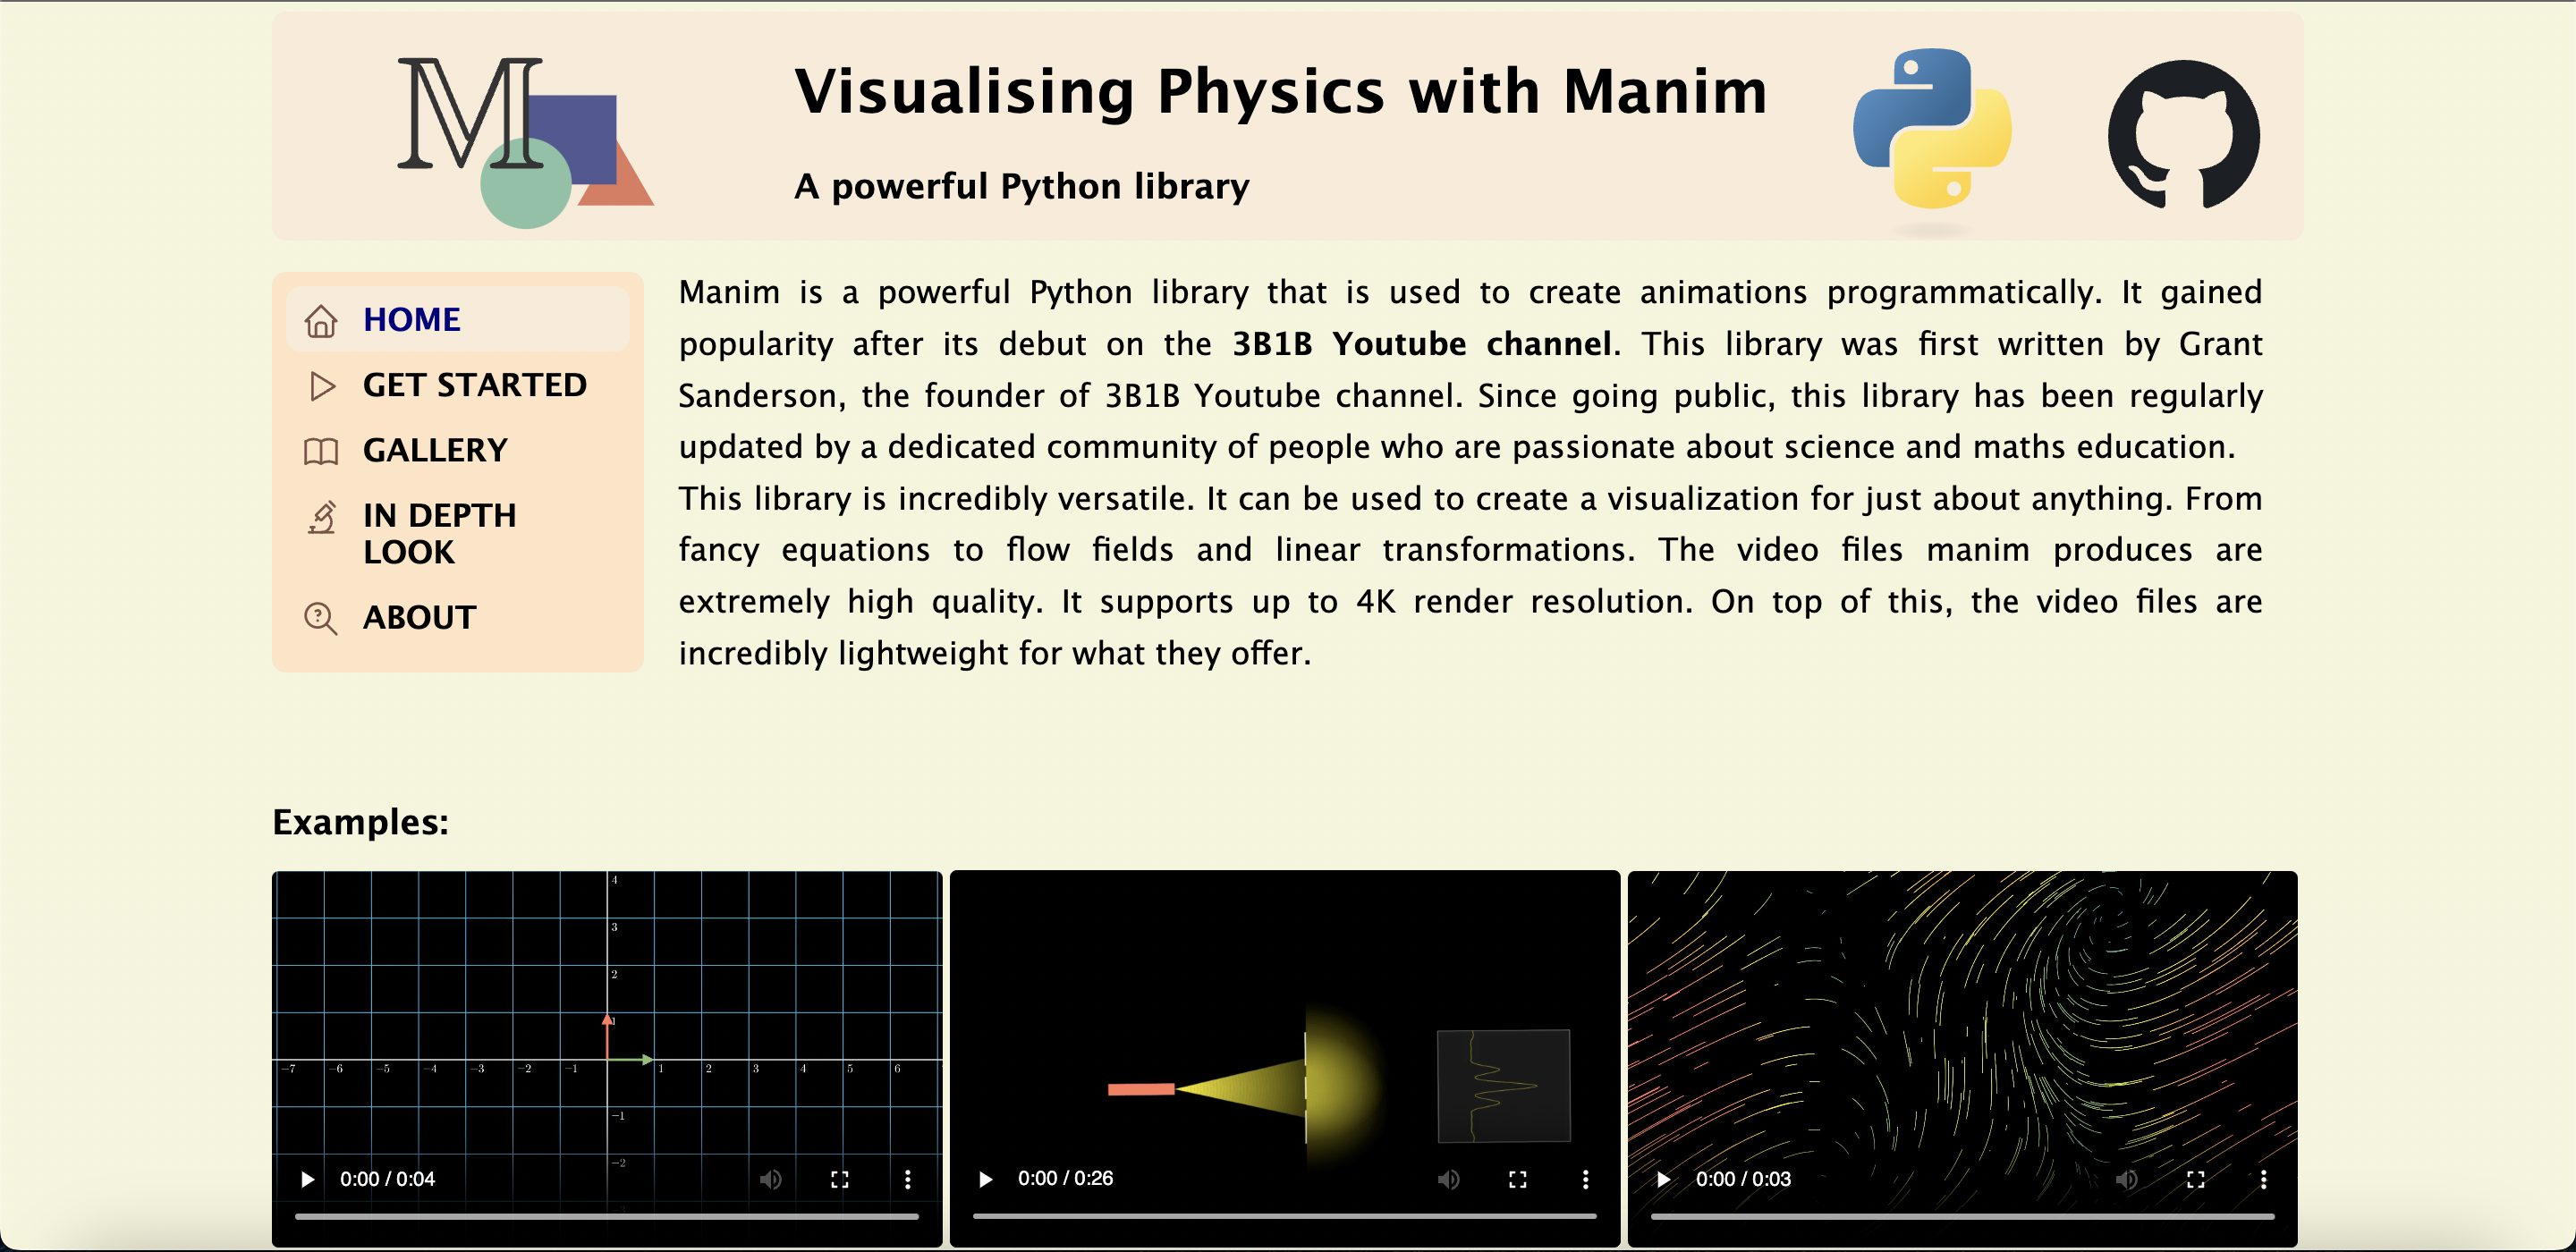 M
Visualising Physics with Manim
A powerful Python library
HOME
GET STARTED
GALLERY
IN DEPTH
LOOK
ABOUT
Manim is a powerful Python library that is used to create animations programmatically. It gained
popularity after its debut on the 3B1B Youtube channel. This library was first written by Grant
Sanderson, the founder of 3B1B Youtube channel. Since going public, this library has been regularly
updated by a dedicated community of people who are passionate about science and maths education.
This library is incredibly versatile. It can be used to create a visualization for just about anything. From
fancy equations to flow fields and linear transformations. The video files manim produces are
extremely high quality. It supports up to 4K render resolution. On top of this, the video files are
incredibly lightweight for what they offer.
Examples:
4
3
2
1
−7 −6 −5 −4 −3 −2 −1 1 2 3 4 5 6
−1
−2
0:00 / 0:04
0:00 / 0:26
0:00 / 0:03